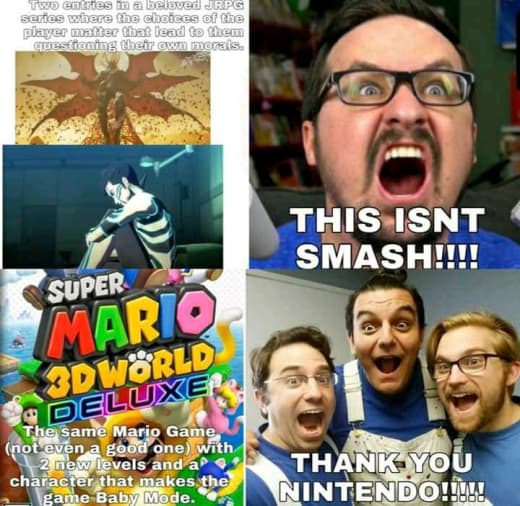 Two entries in a beloved JRPG
series where the choices of the
player matter that lead to them
questioning their own morals.
THIS ISNT
SMASH!!!!
SUPER
MARIO
3D WORLD
DELUXE
The same Mario Game
(not even a good one) with
2 new levels and a
character that makes the
game Baby Mode.
THANK YOU
NINTENDO!!!!!